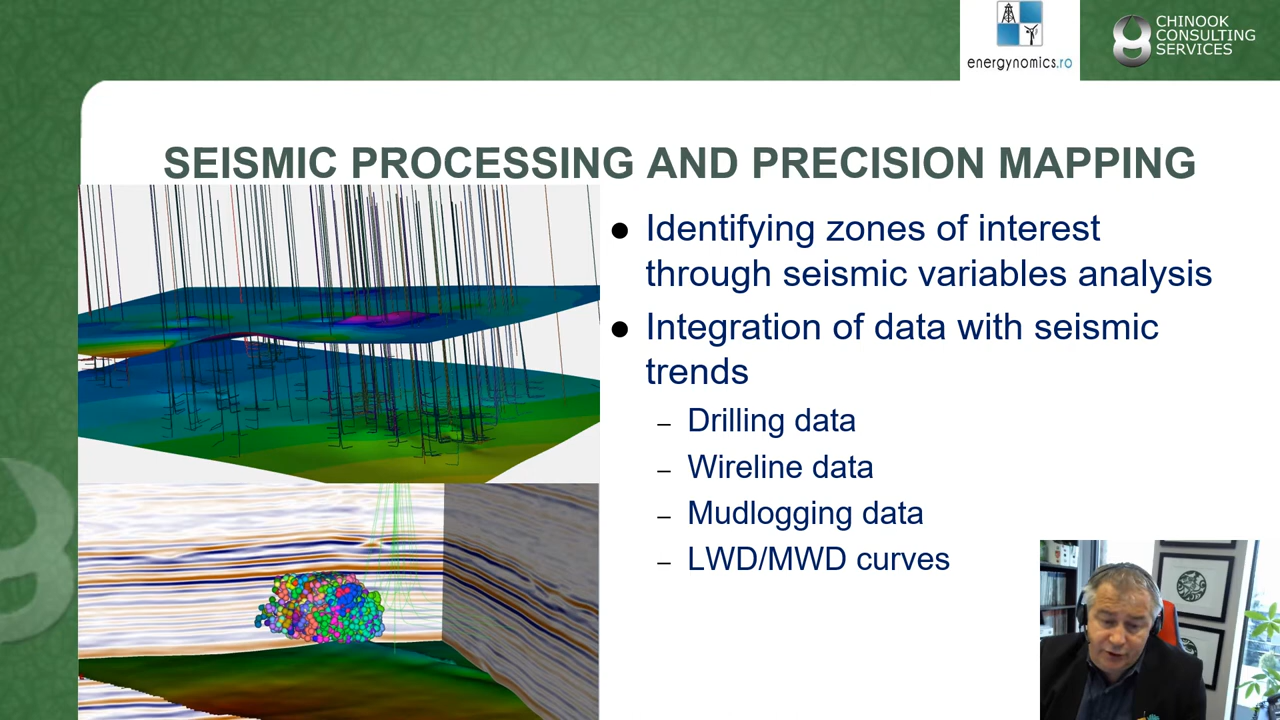 energynomics.ro
CHINOOK
CONSULTING
SERVICES
SEISMIC PROCESSING AND PRECISION MAPPING
● Identifying zones of interest
through seismic variables analysis
● Integration of data with seismic
trends
– Drilling data
– Wireline data
– Mudlogging data
– LWD/MWD curves